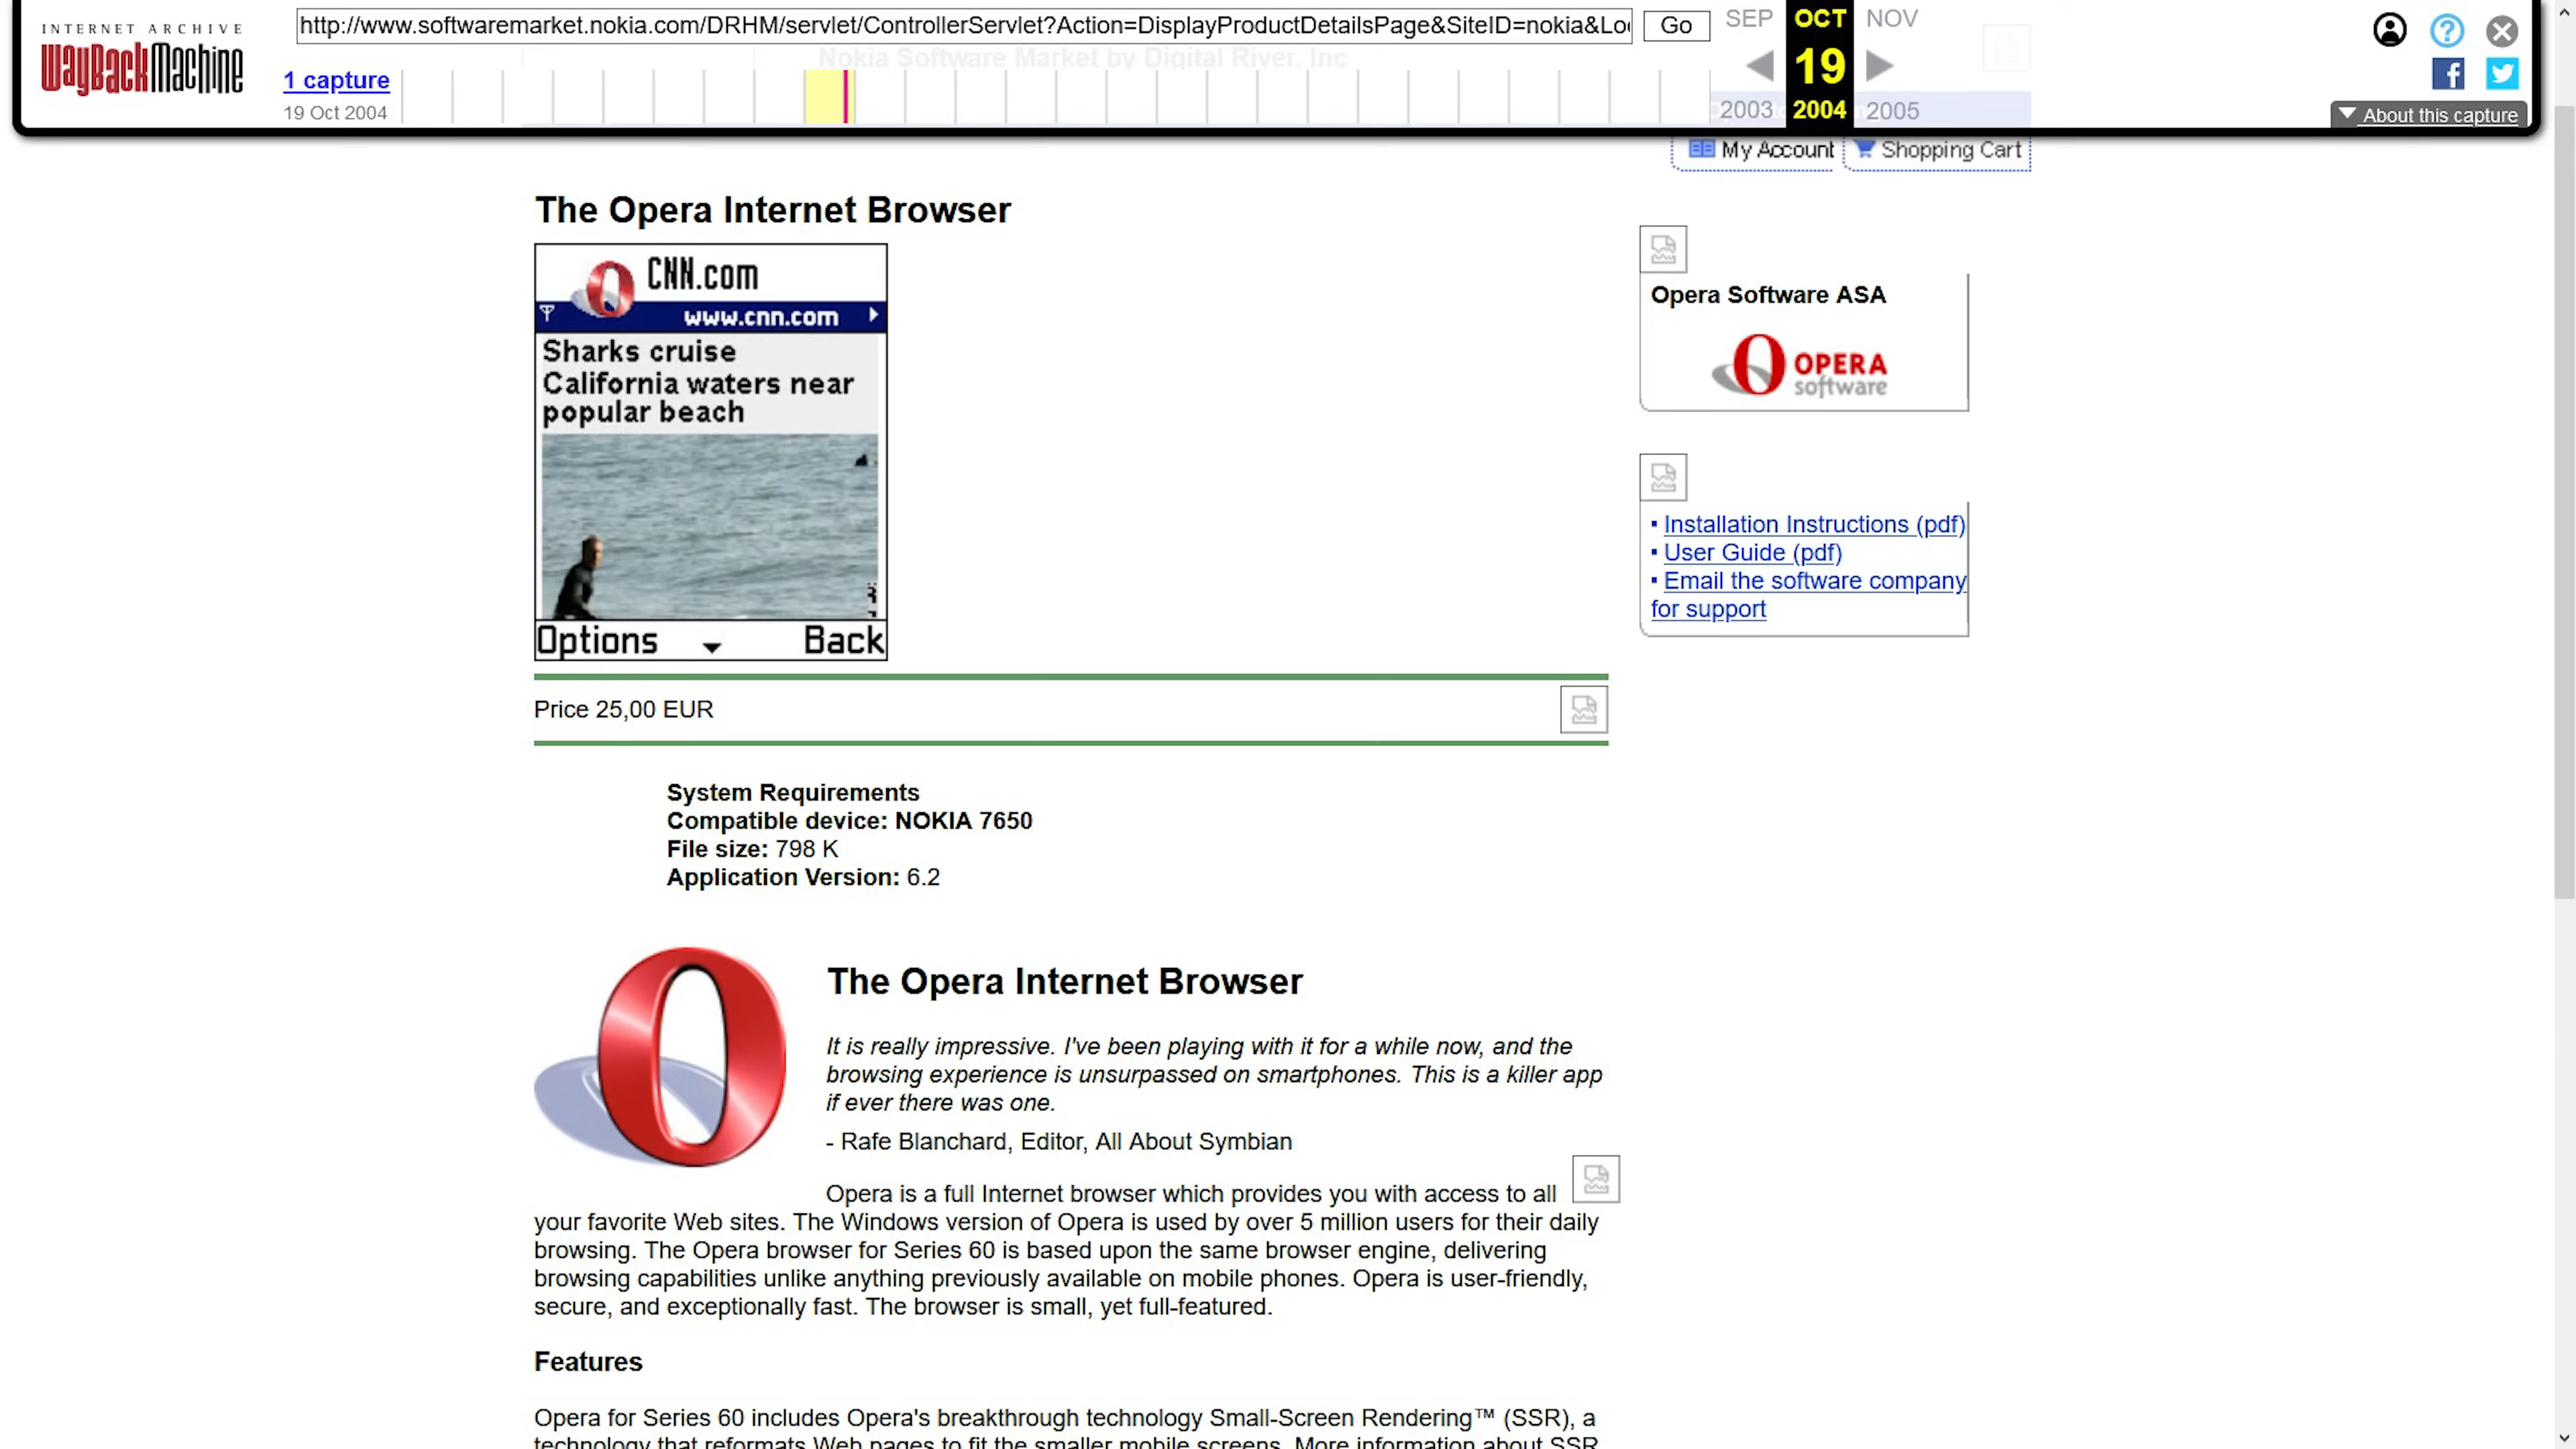 INTERNET ARCHIVE
WayBackMachine
http://www.softwaremarket.nokia.com/DRHM/servlet/ControllerServlet?Action=DisplayProductDetailsPage&SiteID=nokia&Lo
Go
SEP OCT NOV
Nokia Software Market by Digital River, Inc
1 capture
19
19 Oct 2004
2003 2004 2005
About this capture
My Account
Shopping Cart
The Opera Internet Browser
CNN.com
www.cnn.com
Sharks cruise
California waters near
popular beach
Options
Back
Opera Software ASA
OPERA
software
Installation Instructions (pdf)
User Guide (pdf)
Email the software company
for support
Price 25,00 EUR
System Requirements
Compatible device: NOKIA 7650
File size: 798 K
Application Version: 6.2
The Opera Internet Browser
It is really impressive. I've been playing with it for a while now, and the
browsing experience is unsurpassed on smartphones. This is a killer app
if ever there was one.
- Rafe Blanchard, Editor, All About Symbian
Opera is a full Internet browser which provides you with access to all
your favorite Web sites. The Windows version of Opera is used by over 5 million users for their daily
browsing. The Opera browser for Series 60 is based upon the same browser engine, delivering
browsing capabilities unlike anything previously available on mobile phones. Opera is user-friendly,
secure, and exceptionally fast. The browser is small, yet full-featured.
Features
Opera for Series 60 includes Opera's breakthrough technology Small-Screen Rendering™ (SSR), a
technology that reformats Web pages to fit the smaller mobile screens. More information about SSR